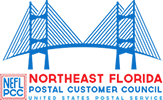 NEFL
PCC
NORTHEAST FLORIDA
POSTAL CUSTOMER COUNCIL
UNITED STATES POSTAL SERVICE